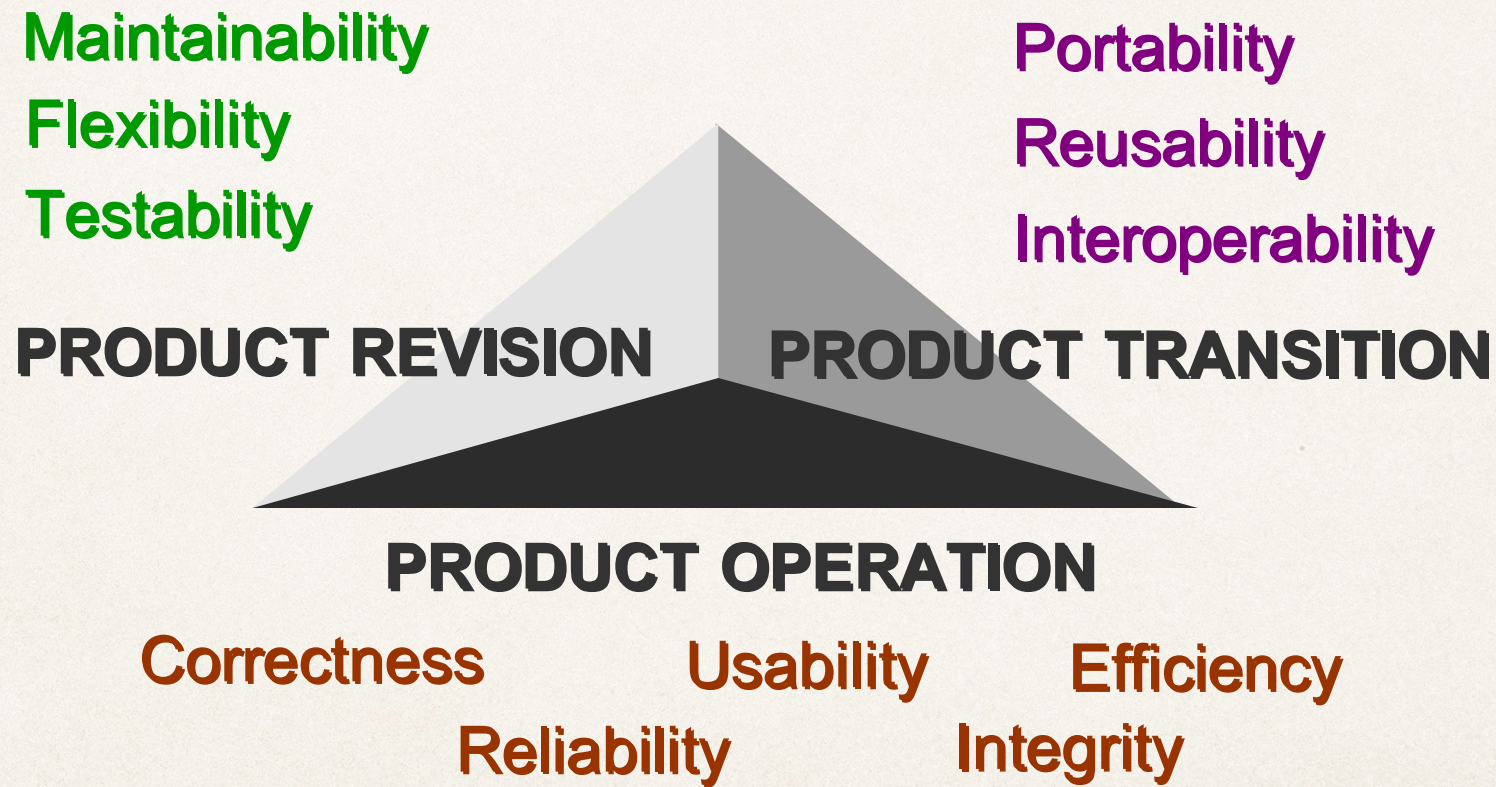 Maintainability
Flexibility
Testability
Portability
Reusability
Interoperability
PRODUCT REVISION
PRODUCT TRANSITION
PRODUCT OPERATION
Correctness
Usability
Efficiency
Reliability
Integrity